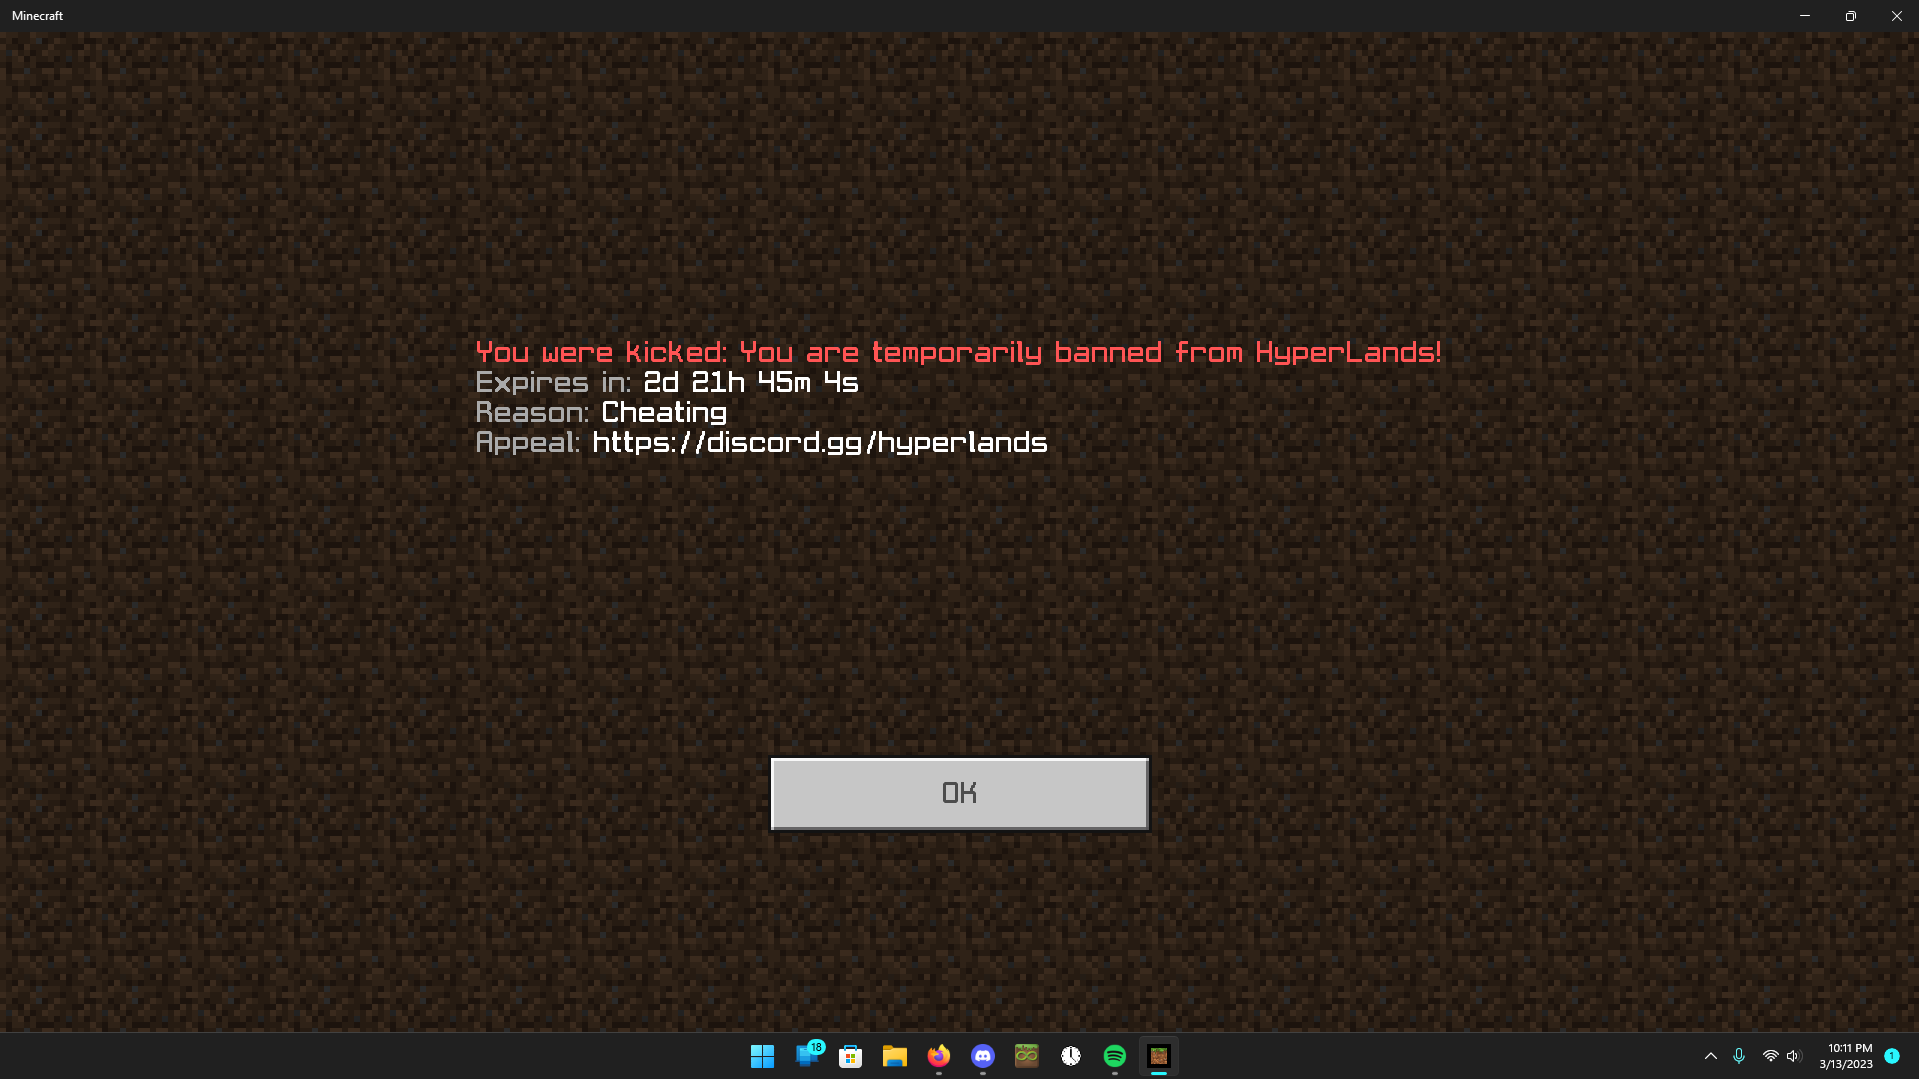 Minecraft
You were kicked: You are temporarily banned from HyperLands!
Expires in: 2d 21h 45m 4s
Reason: Cheating
Appeal: https://discord.gg/hyperlands
OK
18
10:11 PM
3/13/2023
1